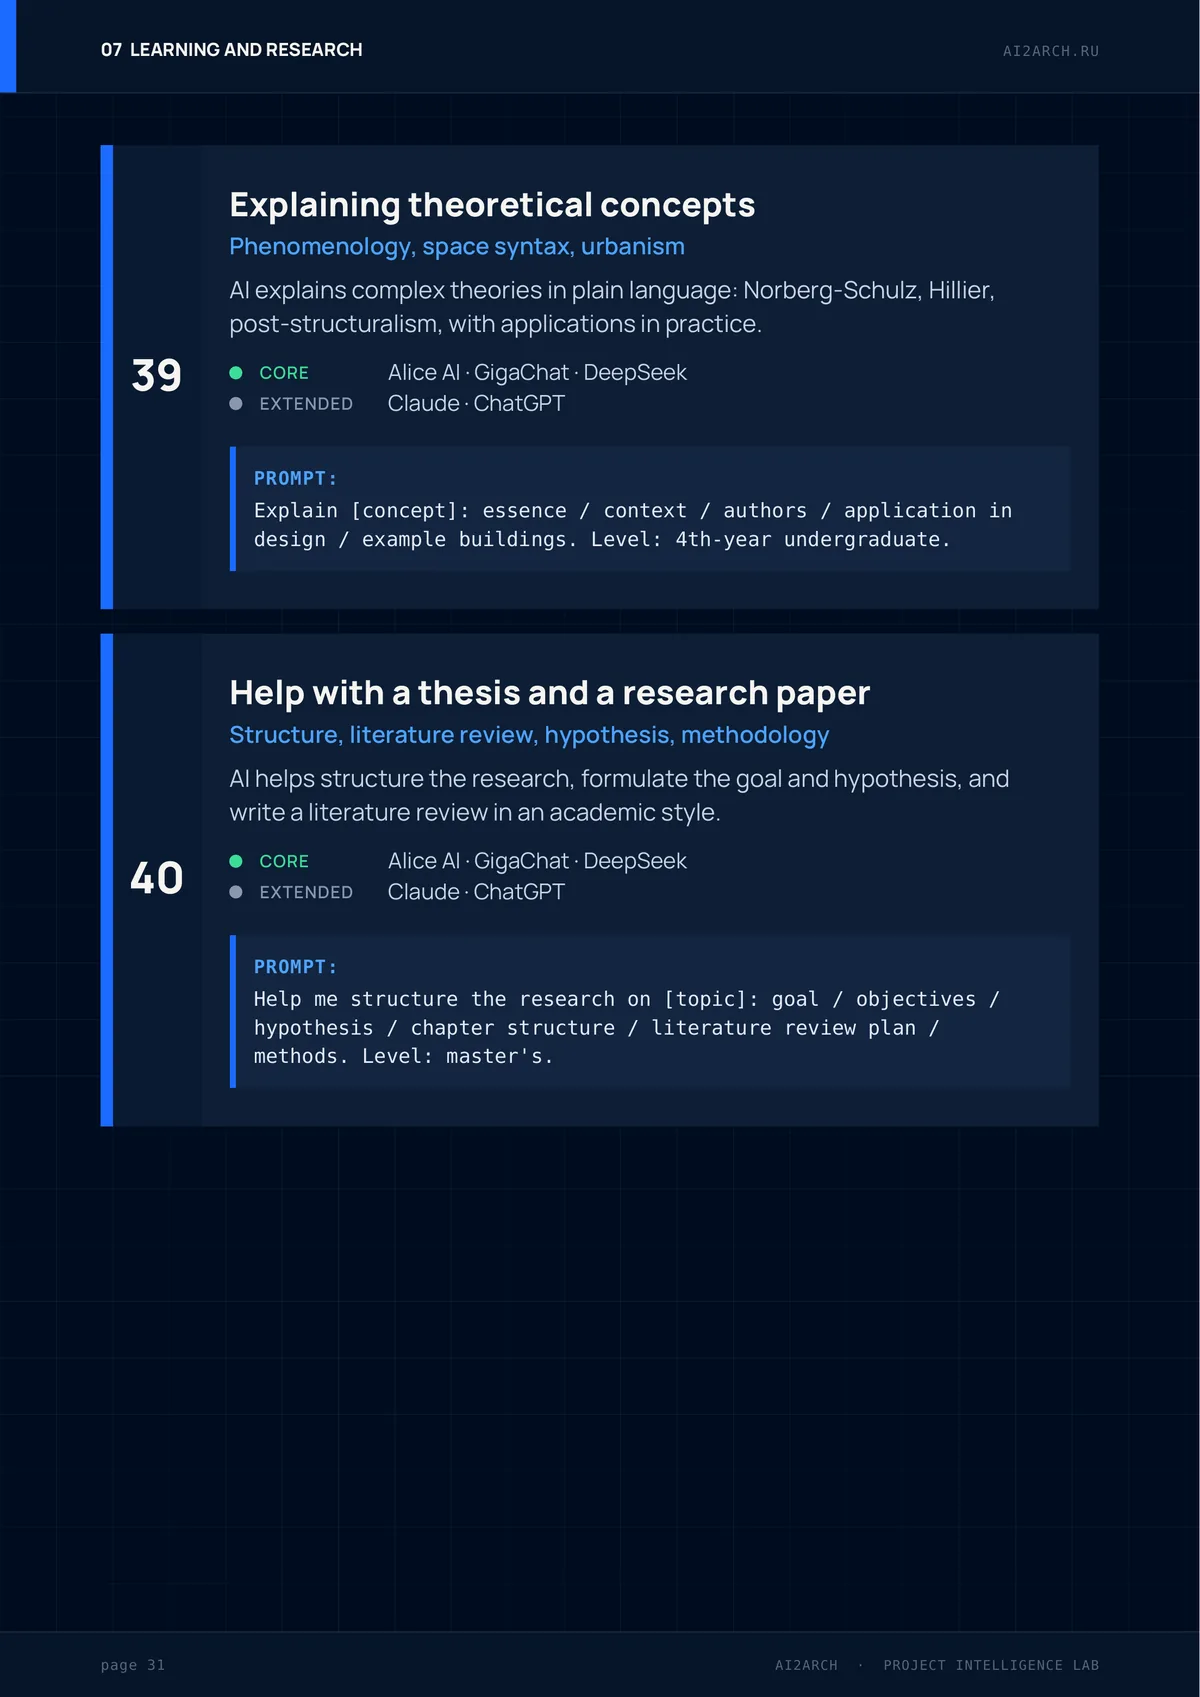 07 LEARNING AND RESEARCH
AI2ARCH.RU
39
Explaining theoretical concepts
Phenomenology, space syntax, urbanism
AI explains complex theories in plain language: Norberg-Schulz, Hillier,
post-structuralism, with applications in practice.
CORE Alice AI · GigaChat · DeepSeek
EXTENDED Claude · ChatGPT
PROMPT:
Explain [concept]: essence / context / authors / application in
design / example buildings. Level: 4th-year undergraduate.
40
Help with a thesis and a research paper
Structure, literature review, hypothesis, methodology
AI helps structure the research, formulate the goal and hypothesis, and
write a literature review in an academic style.
CORE Alice AI · GigaChat · DeepSeek
EXTENDED Claude · ChatGPT
PROMPT:
Help me structure the research on [topic]: goal / objectives /
hypothesis / chapter structure / literature review plan /
methods. Level: master's.
page 31
AI2ARCH · PROJECT INTELLIGENCE LAB